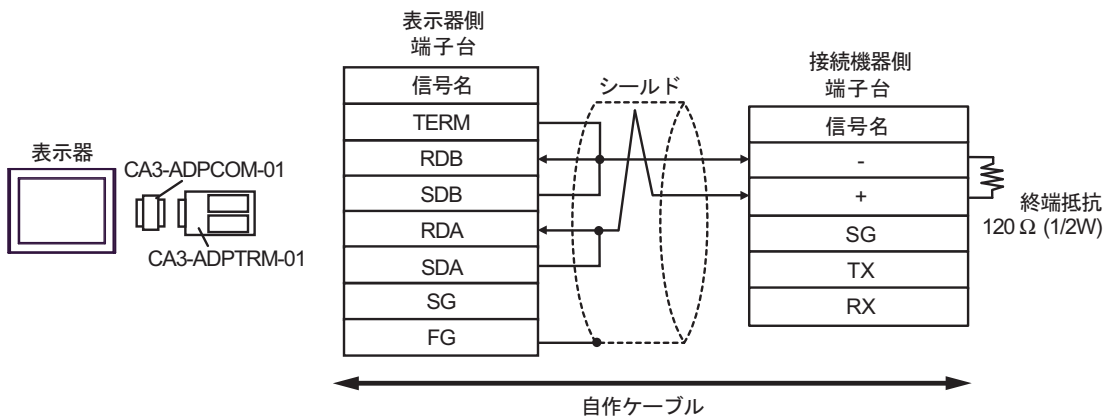 表示器
CA3-ADPCOM-01
CA3-ADPTRM-01
表示器側
端子台
信号名
TERM
RDB
SDB
RDA
SDA
SG
FG
シールド
接続機器側
端子台
信号名
-
+
SG
TX
RX
終端抵抗
120 Ω (1/2W)
自作ケーブル